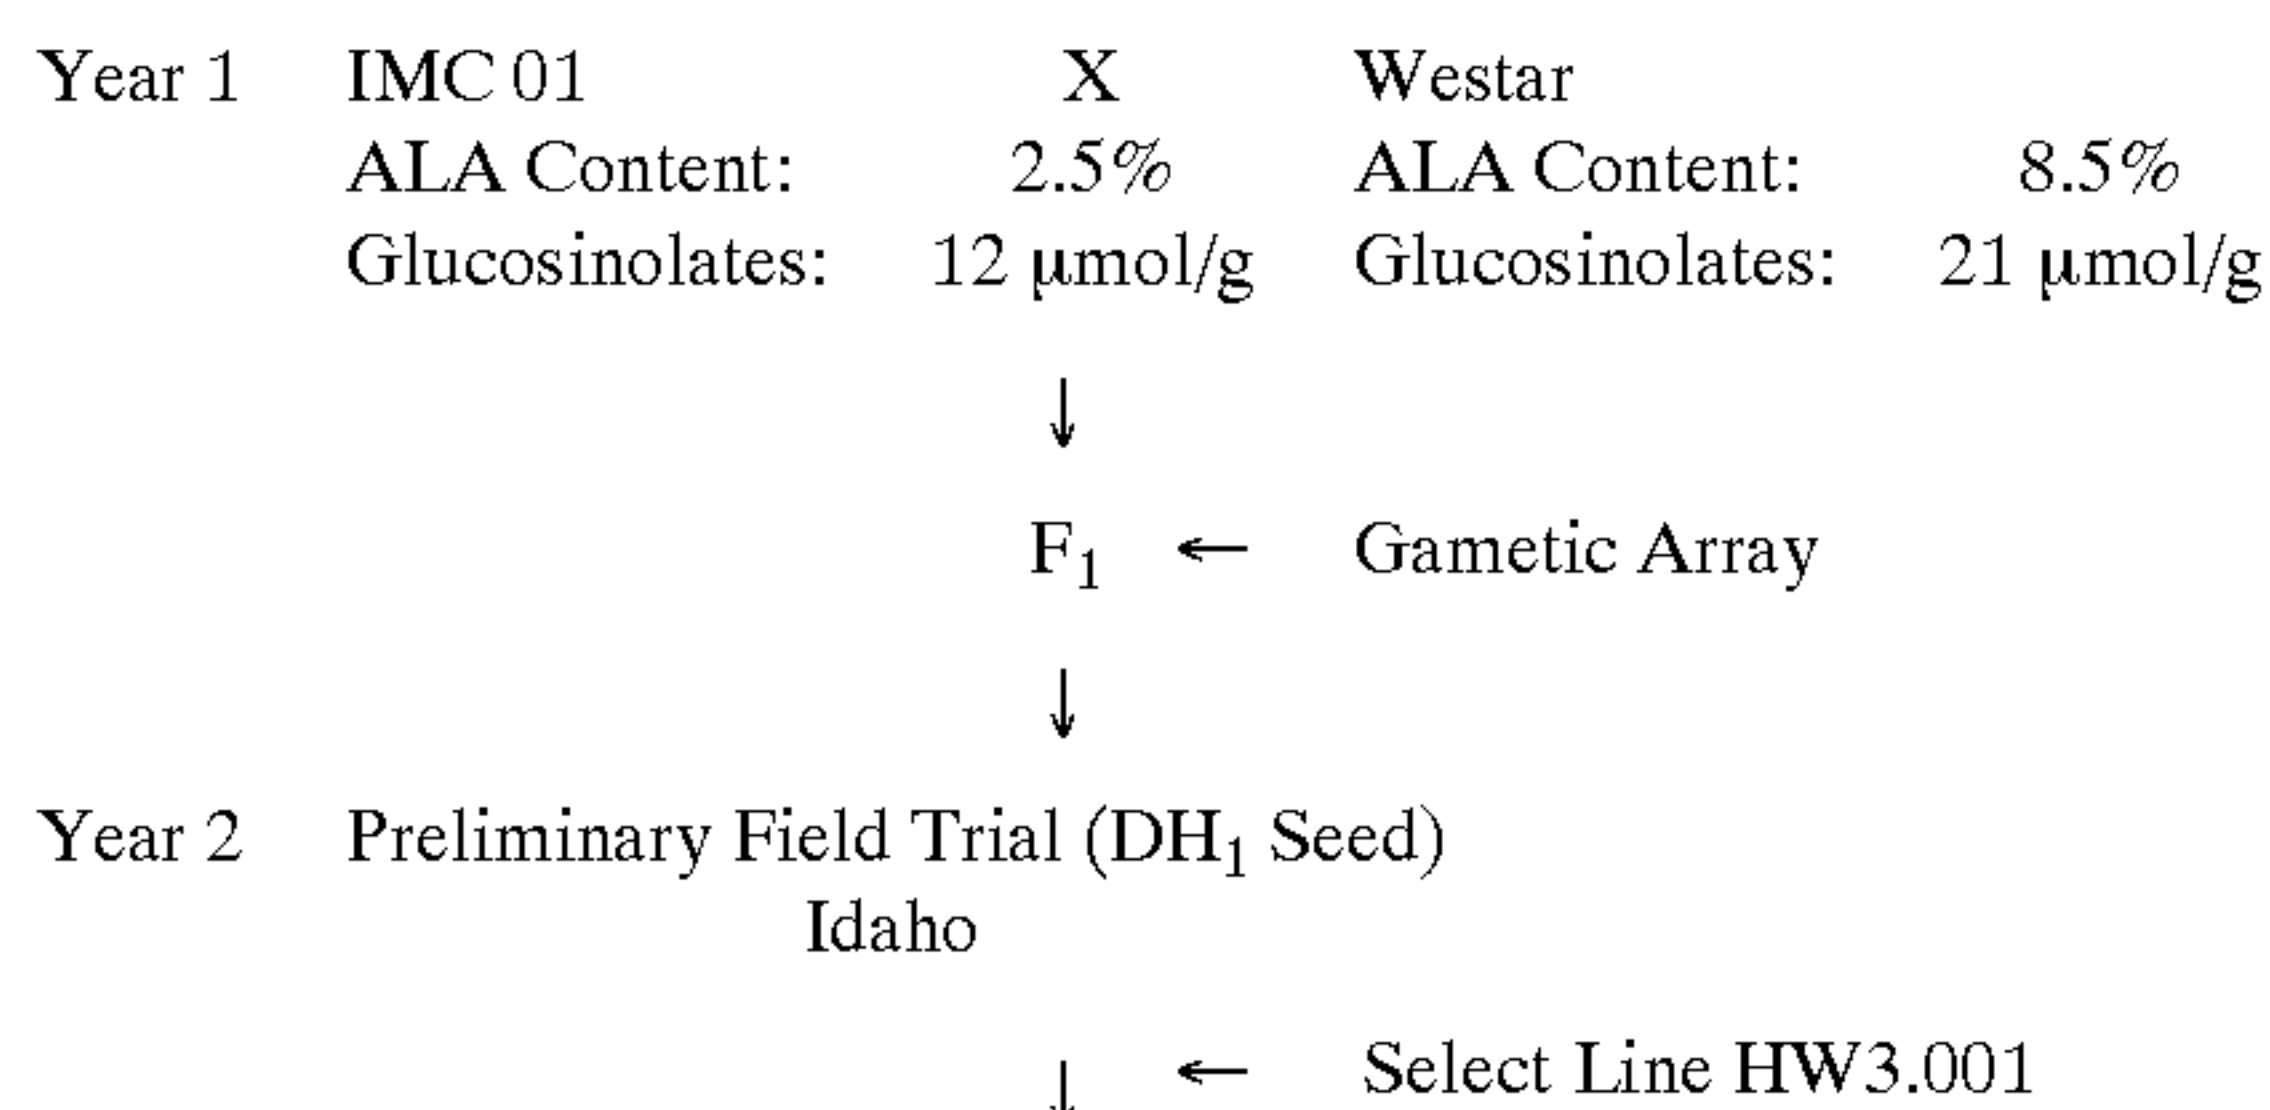 Year 1 IMC 01 X Westar
ALA Content: 2.5% ALA Content: 8.5%
Glucosinolates: 12 µmol/g Glucosinolates: 21 µmol/g
↓
F₁ ← Gametic Array
↓
Year 2 Preliminary Field Trial (DH₁ Seed)
Idaho
↓ ← Select Line HW3.001